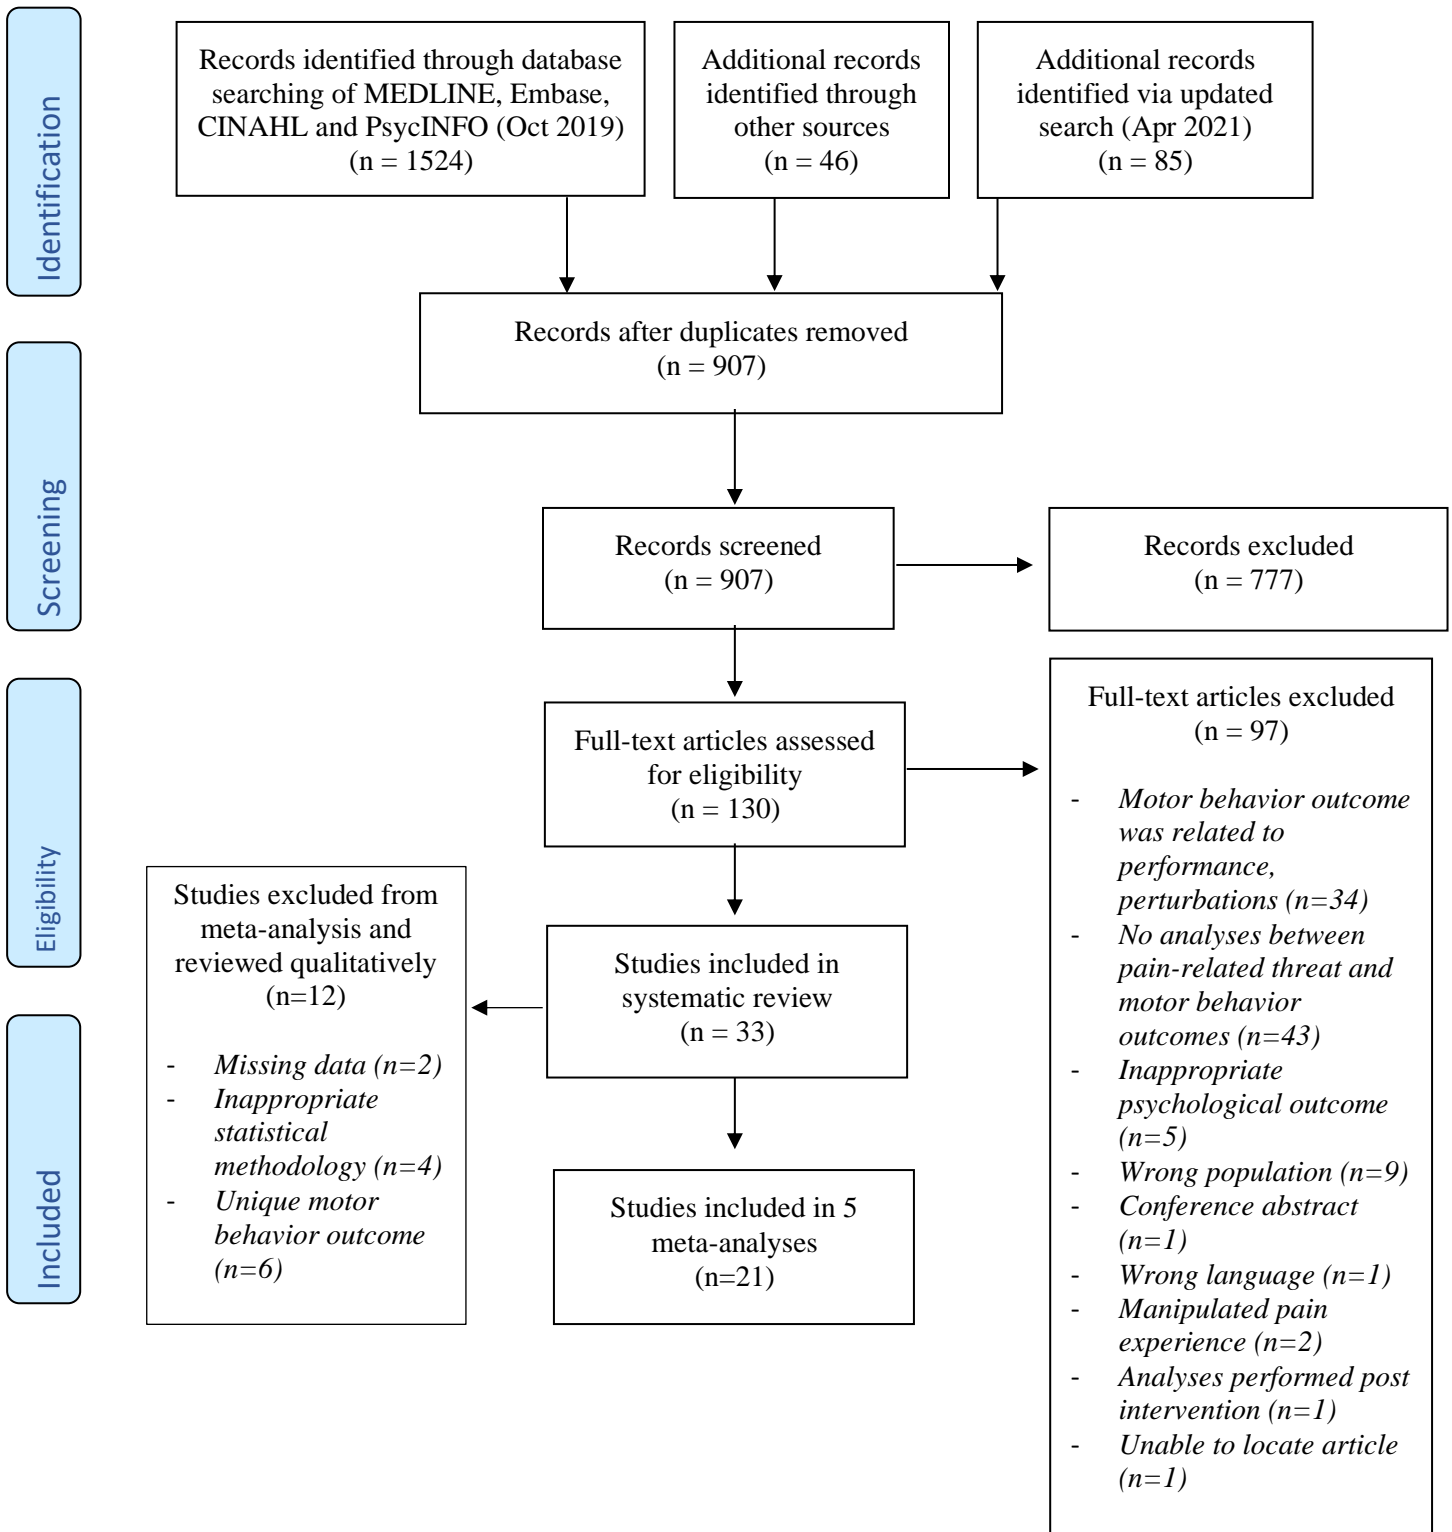 Identification
Records identified through database
searching of MEDLINE, Embase,
CINAHL and PsycINFO (Oct 2019)
(n = 1524)
Additional records
identified through
other sources
(n = 46)
Additional records
identified via updated
search (Apr 2021)
(n = 85)
Records after duplicates removed
(n = 907)
Screening
Records screened
(n = 907)
Records excluded
(n = 777)
Eligibility
Full-text articles assessed
for eligibility
(n = 130)
Full-text articles excluded
(n = 97)
- Motor behavior outcome
was related to
performance,
perturbations (n=34)
- No analyses between
pain-related threat and
motor behavior
outcomes (n=43)
- Inappropriate
psychological outcome
(n=5)
- Wrong population (n=9)
- Conference abstract
(n=1)
- Wrong language (n=1)
- Manipulated pain
experience (n=2)
- Analyses performed post
intervention (n=1)
- Unable to locate article
(n=1)
Studies excluded from
meta-analysis and
reviewed qualitatively
(n=12)
- Missing data (n=2)
- Inappropriate
statistical
methodology (n=4)
- Unique motor
behavior outcome
(n=6)
Studies included in
systematic review
(n = 33)
Included
Studies included in 5
meta-analyses
(n=21)